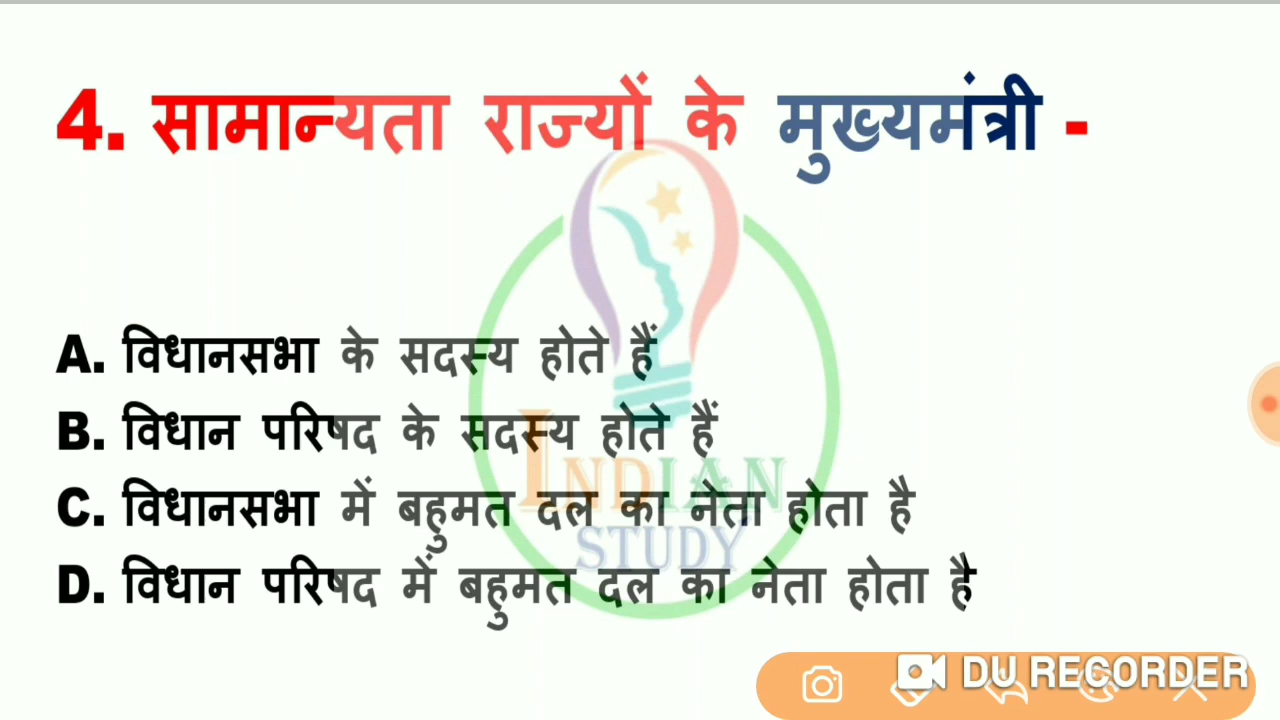 4. सामान्यता राज्यों के मुख्यमंत्री -
A. विधानसभा के सदस्य होते हैं
B. विधान परिषद के सदस्य होते हैं
C. विधानसभा में बहुमत दल का नेता होता है
D. विधान परिषद में बहुमत दल का नेता होता है
INDIAN
STUDY
DU RECORDER